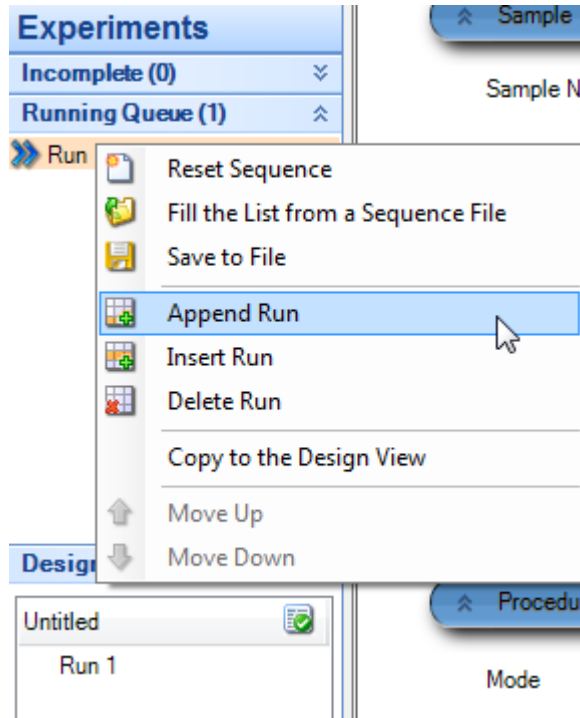 Experiments
Incomplete (0)
Running Queue (1)
Run
Reset Sequence
Fill the List from a Sequence File
Save to File
Append Run
Insert Run
Delete Run
Copy to the Design View
Move Up
Move Down
Design
Untitled
Run 1
Sample
Sample N
Procedu
Mode